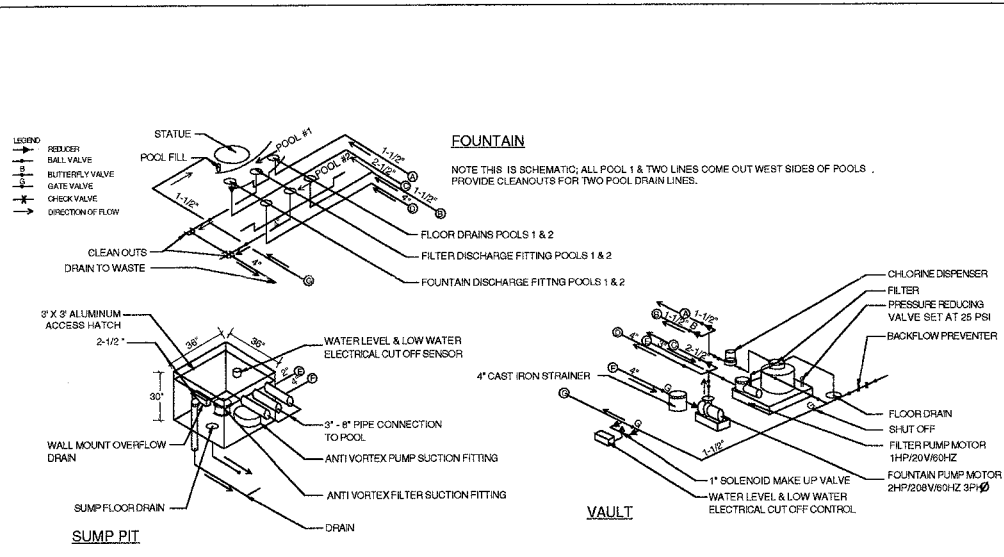 LEGEND
REDUCER
BALL VALVE
B
BUTTERFLY VALVE
G
GATE VALVE
CHECK VALVE
DIRECTION OF FLOW
STATUE
POOL FILL
POOL #1
POOL #2
1-1/2"
2-1/2"
1-1/2"
4"
A
C
B
D
1-1/2"
CLEAN OUTS
DRAIN TO WASTE
4"
G
FLOOR DRAINS POOLS 1 & 2
FILTER DISCHARGE FITTING POOLS 1 & 2
FOUNTAIN DISCHARGE FITTNG POOLS 1 & 2
FOUNTAIN
NOTE THIS IS SCHEMATIC; ALL POOL 1 & TWO LINES COME OUT WEST SIDES OF POOLS .
PROVIDE CLEANOUTS FOR TWO POOL DRAIN LINES.
3' X 3' ALUMINUM
ACCESS HATCH
2-1/2 "
36"
36"
30"
WATER LEVEL & LOW WATER
ELECTRICAL CUT OFF SENSOR
2"
4"
3" - 8" PIPE CONNECTION
TO POOL
WALL MOUNT OVERFLOW
DRAIN
ANTI VORTEX PUMP SUCTION FITTING
ANTI VORTEX FILTER SUCTION FITTING
SUMP FLOOR DRAIN
DRAIN
SUMP PIT
A
1-1/2"
B
1-1/2"
B
D
4"
2-1/2"
4"
G
4" CAST IRON STRAINER
G
1-1/2"
CHLORINE DISPENSER
FILTER
PRESSURE REDUCING
VALVE SET AT 25 PSI
BACKFLOW PREVENTER
G
FLOOR DRAIN
SHUT OFF
FILTER PUMP MOTOR
1HP/20V/60HZ
FOUNTAIN PUMP MOTOR
2HP/208V/60HZ 3PHØ
1" SOLENOID MAKE UP VALVE
WATER LEVEL & LOW WATER
ELECTRICAL CUT OFF CONTROL
VAULT